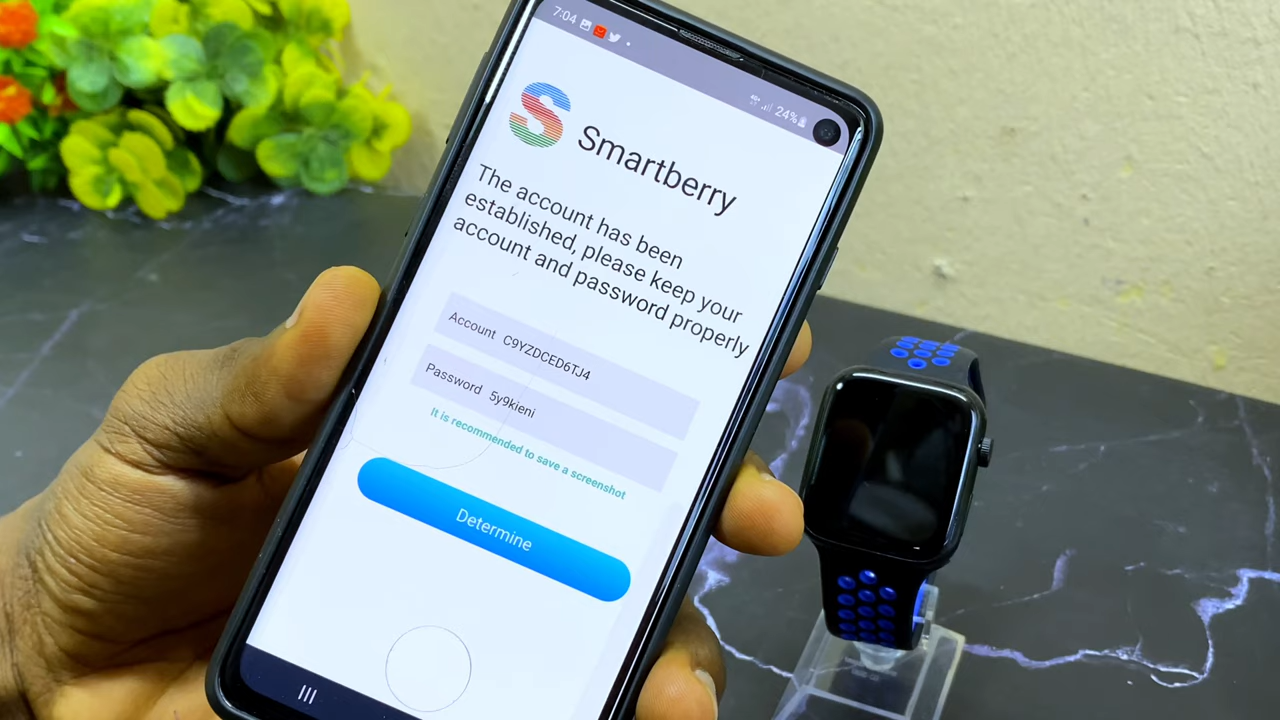 7:04
4G+ 24%
Smartberry
The account has been
established, please keep your
account and password properly
Account C9YZDCED6TJ4
Password 5y9kieni
It is recommended to save a screenshot
Determine